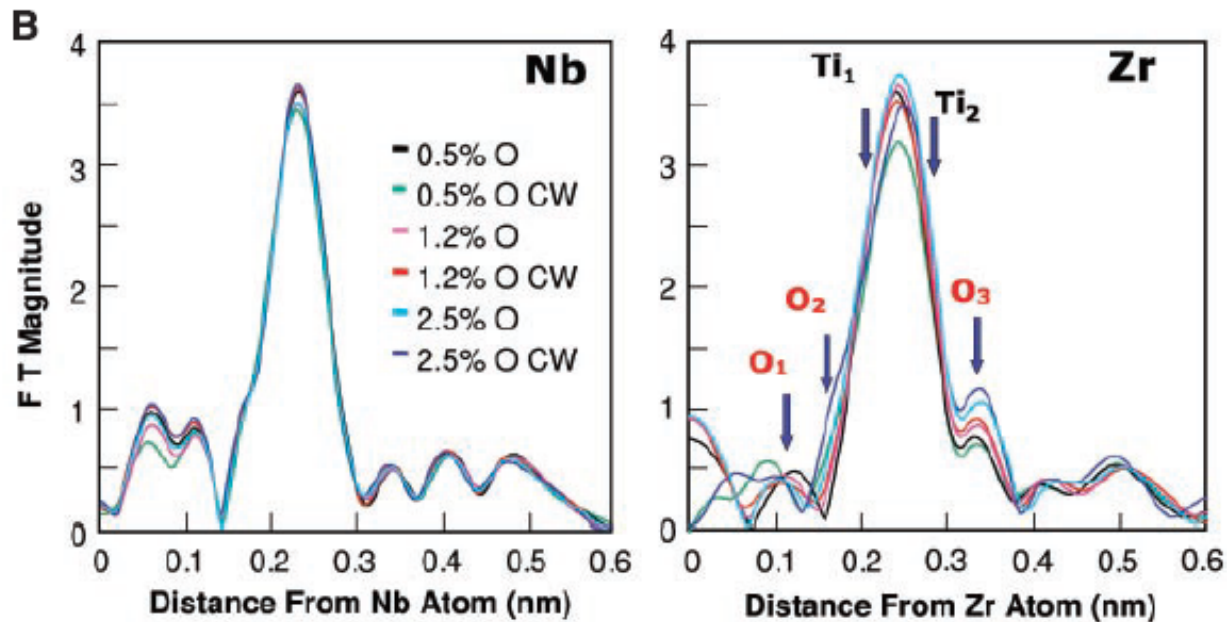 B
Nb
4
3
2
1
0
F T Magnitude
0.5% O
0.5% O CW
1.2% O
1.2% O CW
2.5% O
2.5% O CW
0 0.1 0.2 0.3 0.4 0.5 0.6
Distance From Nb Atom (nm)
Zr
4
3
2
1
0
Ti₁
Ti₂
O₁
O₂
O₃
0 0.1 0.2 0.3 0.4 0.5 0.6
Distance From Zr Atom (nm)